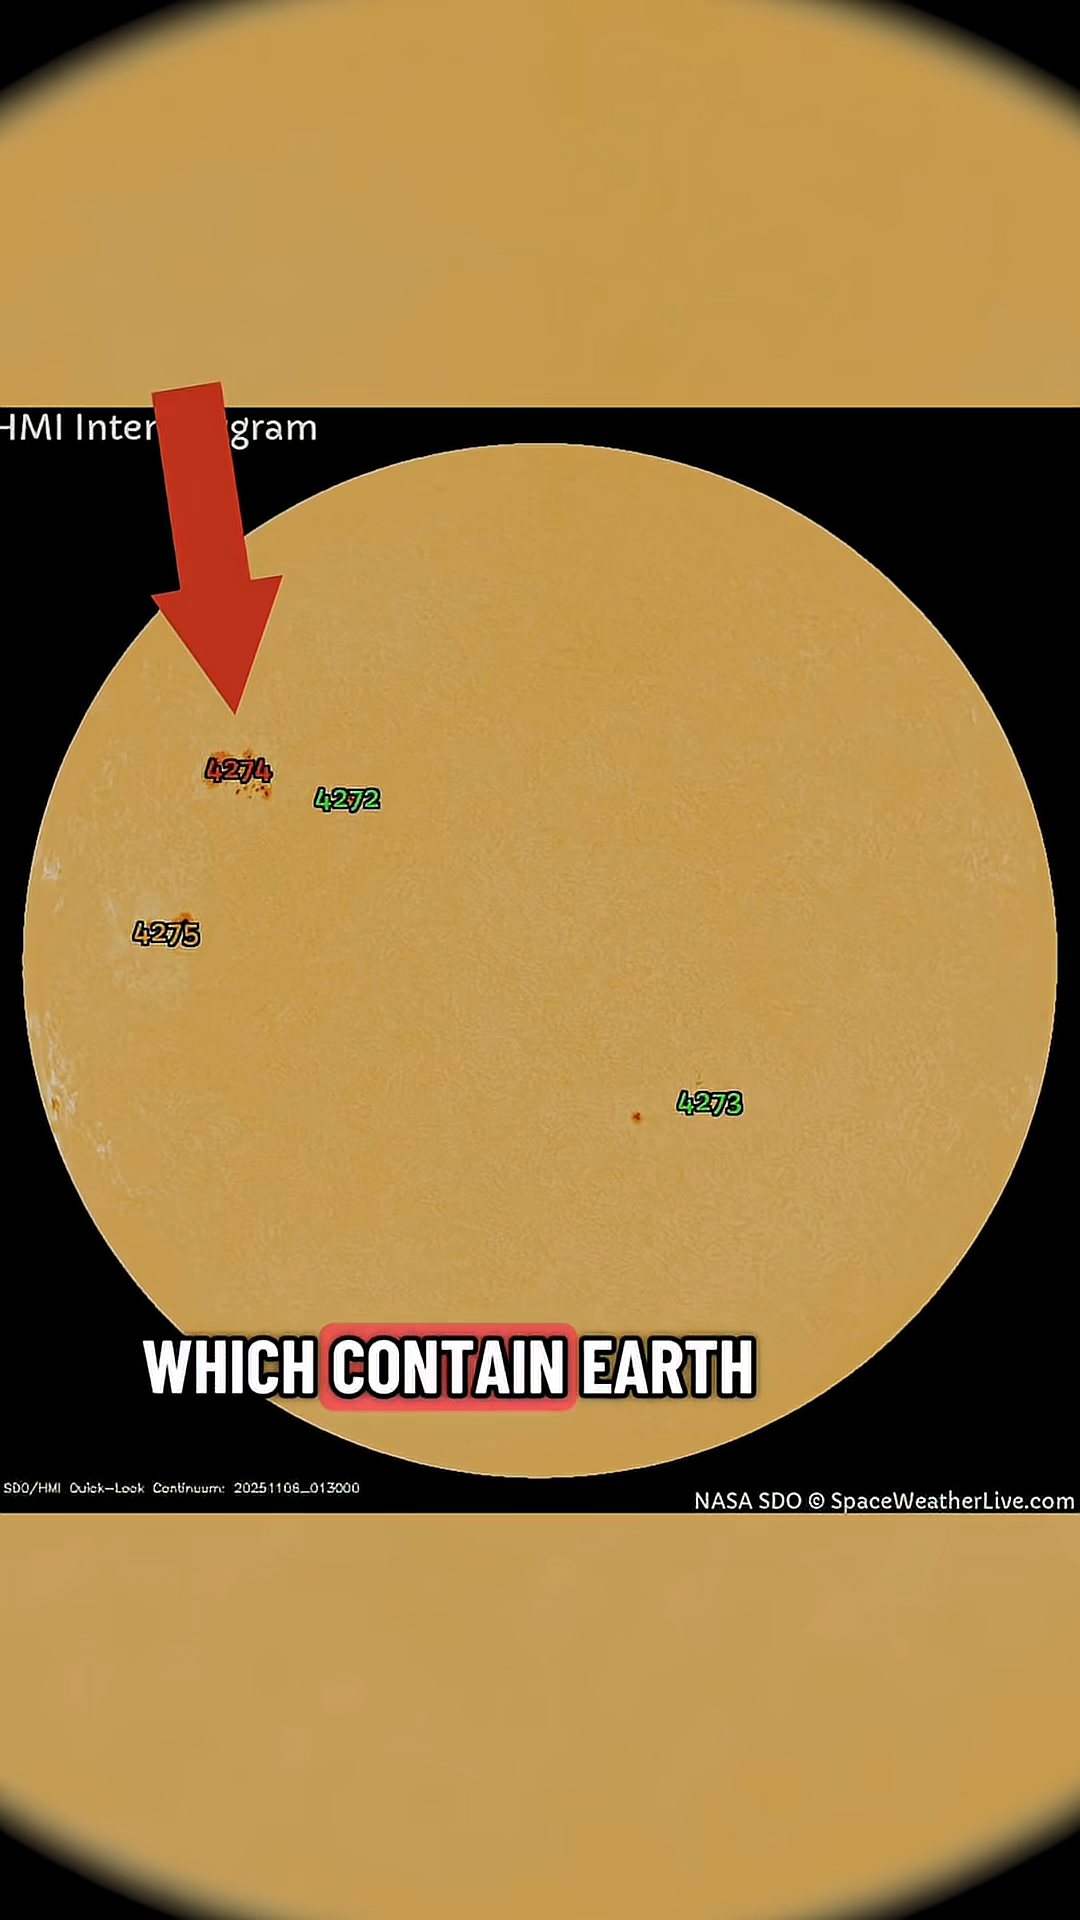 HMI Inter gram
4274
4272
4275
4273
WHICH CONTAIN EARTH
SDO/HMI Quick-Look Continuum: 20251106_013000
NASA SDO © SpaceWeatherLive.com